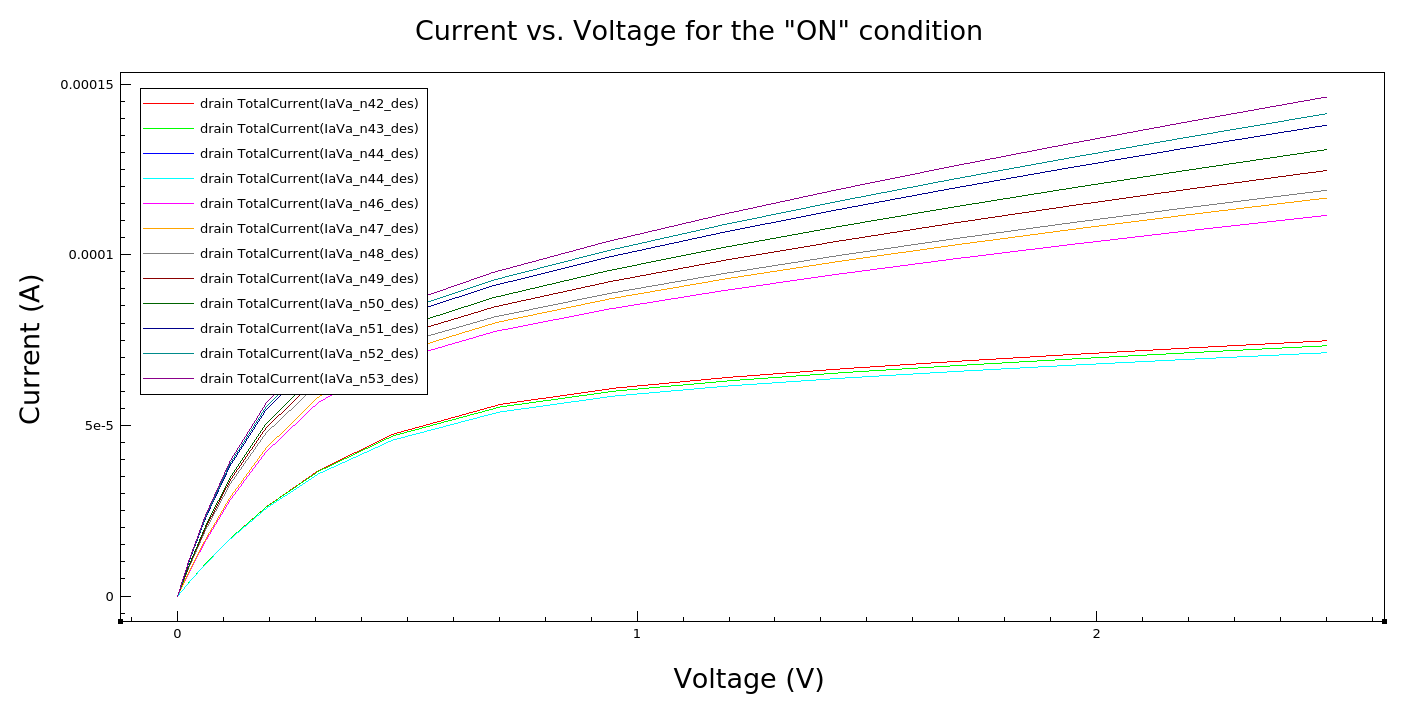 Current vs. Voltage for the "ON" condition
0.00015
drain TotalCurrent(IaVa_n42_des)
drain TotalCurrent(IaVa_n43_des)
drain TotalCurrent(IaVa_n44_des)
drain TotalCurrent(IaVa_n44_des)
drain TotalCurrent(IaVa_n46_des)
drain TotalCurrent(IaVa_n47_des)
drain TotalCurrent(IaVa_n48_des)
drain TotalCurrent(IaVa_n49_des)
drain TotalCurrent(IaVa_n50_des)
drain TotalCurrent(IaVa_n51_des)
drain TotalCurrent(IaVa_n52_des)
drain TotalCurrent(IaVa_n53_des)
0.0001
5e-5
0
Current (A)
0 1 2
Voltage (V)